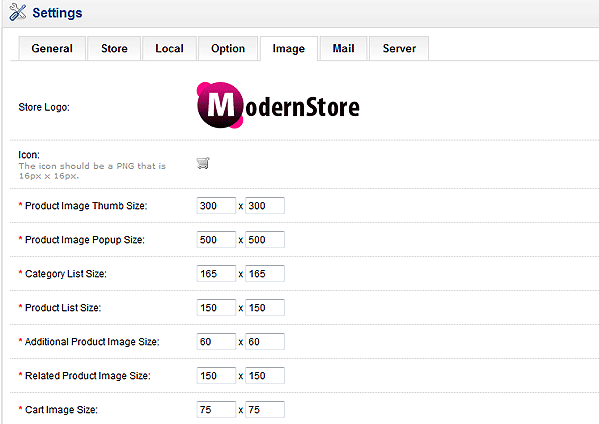 Settings
General Store Local Option Image Mail Server
Store Logo: ModernStore
Icon:
The icon should be a PNG that is
16px x 16px.
* Product Image Thumb Size: 300 x 300
* Product Image Popup Size: 500 x 500
* Category List Size: 165 x 165
* Product List Size: 150 x 150
* Additional Product Image Size: 60 x 60
* Related Product Image Size: 150 x 150
* Cart Image Size: 75 x 75